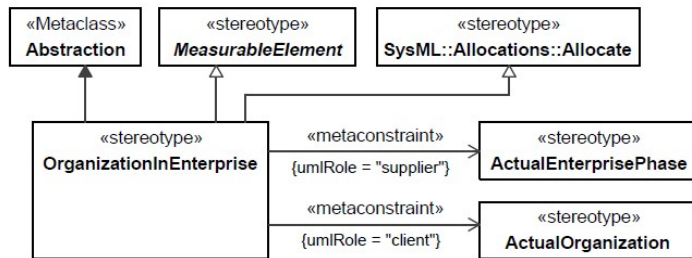 «Metaclass»
Abstraction
«stereotype»
MeasurableElement
«stereotype»
SysML::Allocations::Allocate
«stereotype»
OrganizationInEnterprise
«metaconstraint»
{umlRole = "supplier"}
«stereotype»
ActualEnterprisePhase
«metaconstraint»
{umlRole = "client"}
«stereotype»
ActualOrganization